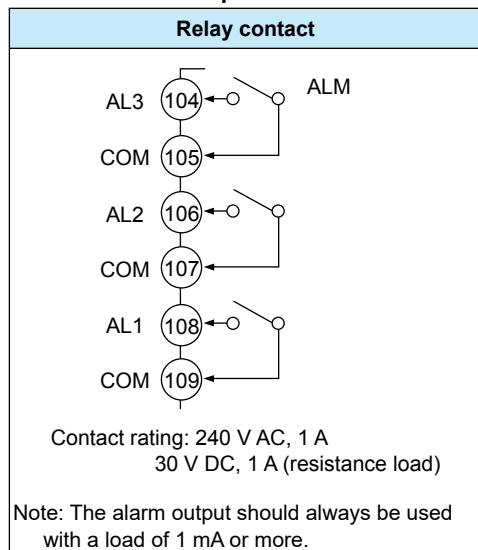 Relay contact
ALM
AL3 104
COM 105
AL2 106
COM 107
AL1 108
COM 109
Contact rating: 240 V AC, 1 A
30 V DC, 1 A (resistance load)
Note: The alarm output should always be used
with a load of 1 mA or more.